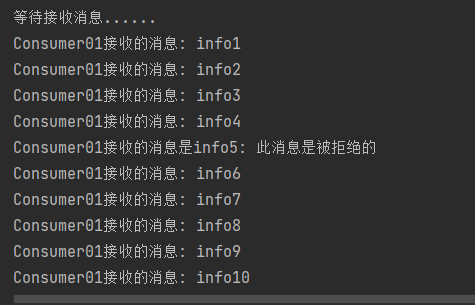 等待接收消息......
Consumer01接收的消息: info1
Consumer01接收的消息: info2
Consumer01接收的消息: info3
Consumer01接收的消息: info4
Consumer01接收的消息是info5: 此消息是被拒绝的
Consumer01接收的消息: info6
Consumer01接收的消息: info7
Consumer01接收的消息: info8
Consumer01接收的消息: info9
Consumer01接收的消息: info10